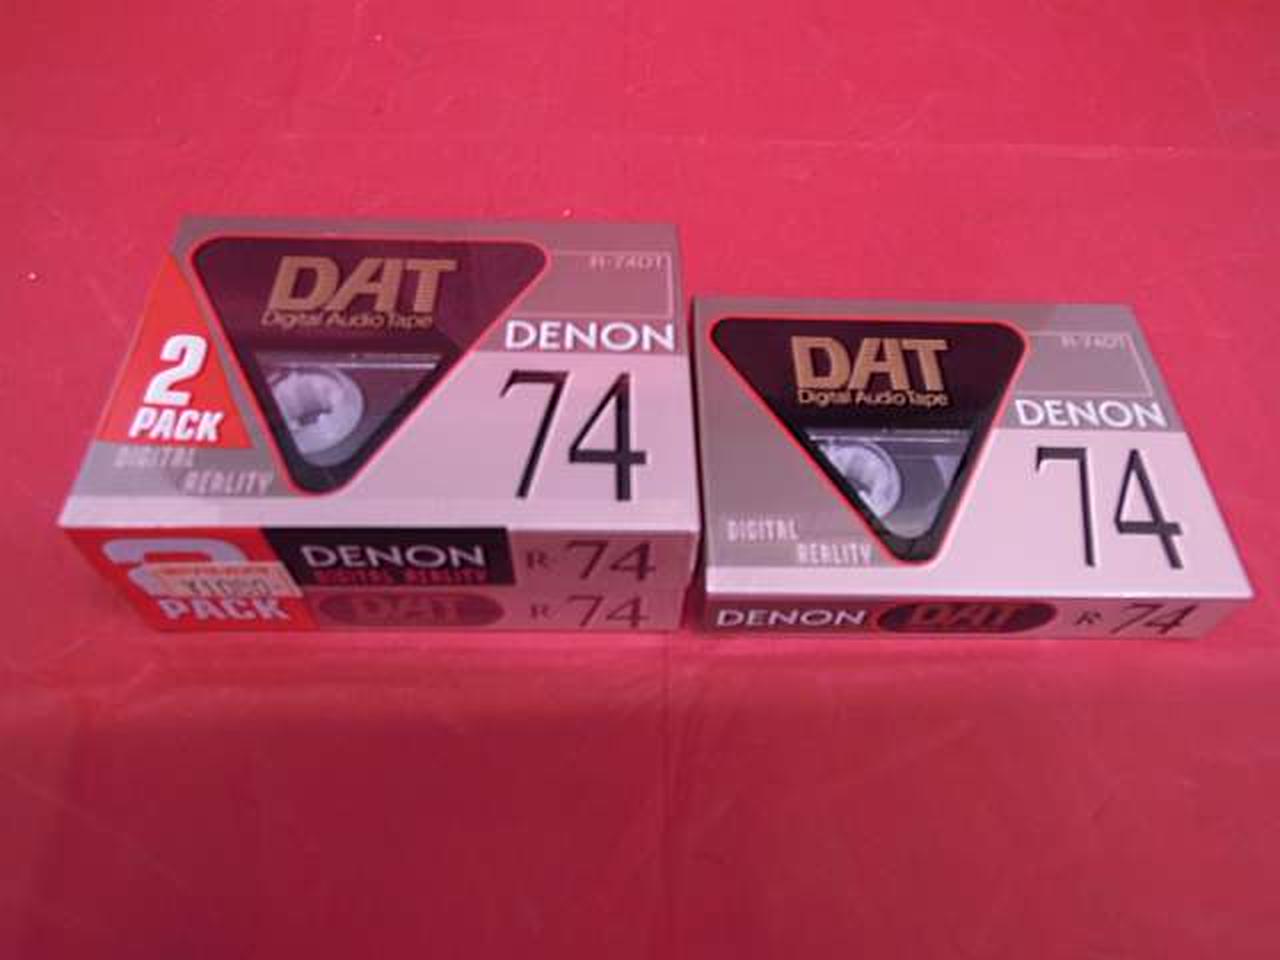 DAT
Digital Audio Tape
R-74DT
DENON
74
2
PACK
DIGITAL
REALITY
2
PACK
DENON
DIGITAL REALITY
R 74
DAT
R 74
DAT
Digital Audio Tape
R-74DT
DENON
74
DIGITAL
REALITY
DENON
DAT
R 74